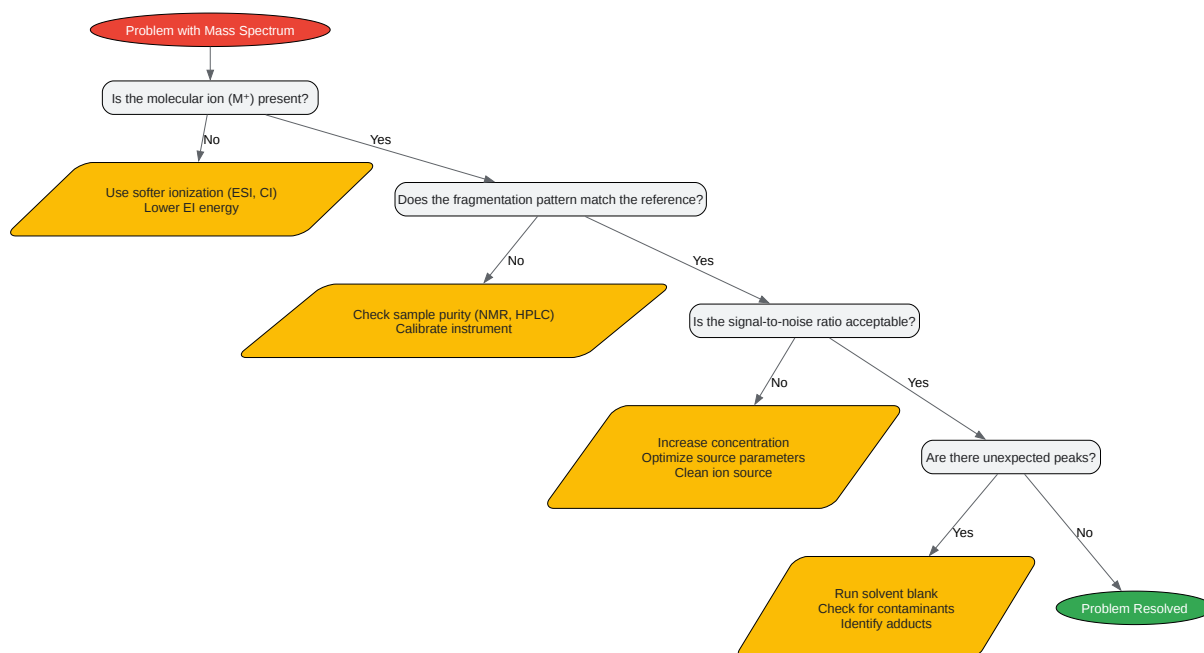 Problem with Mass Spectrum
Is the molecular ion (M⁺) present?
No
Yes
Use softer ionization (ESI, CI)
Lower EI energy
Does the fragmentation pattern match the reference?
No
Yes
Check sample purity (NMR, HPLC)
Calibrate instrument
Is the signal-to-noise ratio acceptable?
No
Yes
Increase concentration
Optimize source parameters
Clean ion source
Are there unexpected peaks?
Yes
No
Run solvent blank
Check for contaminants
Identify adducts
Problem Resolved